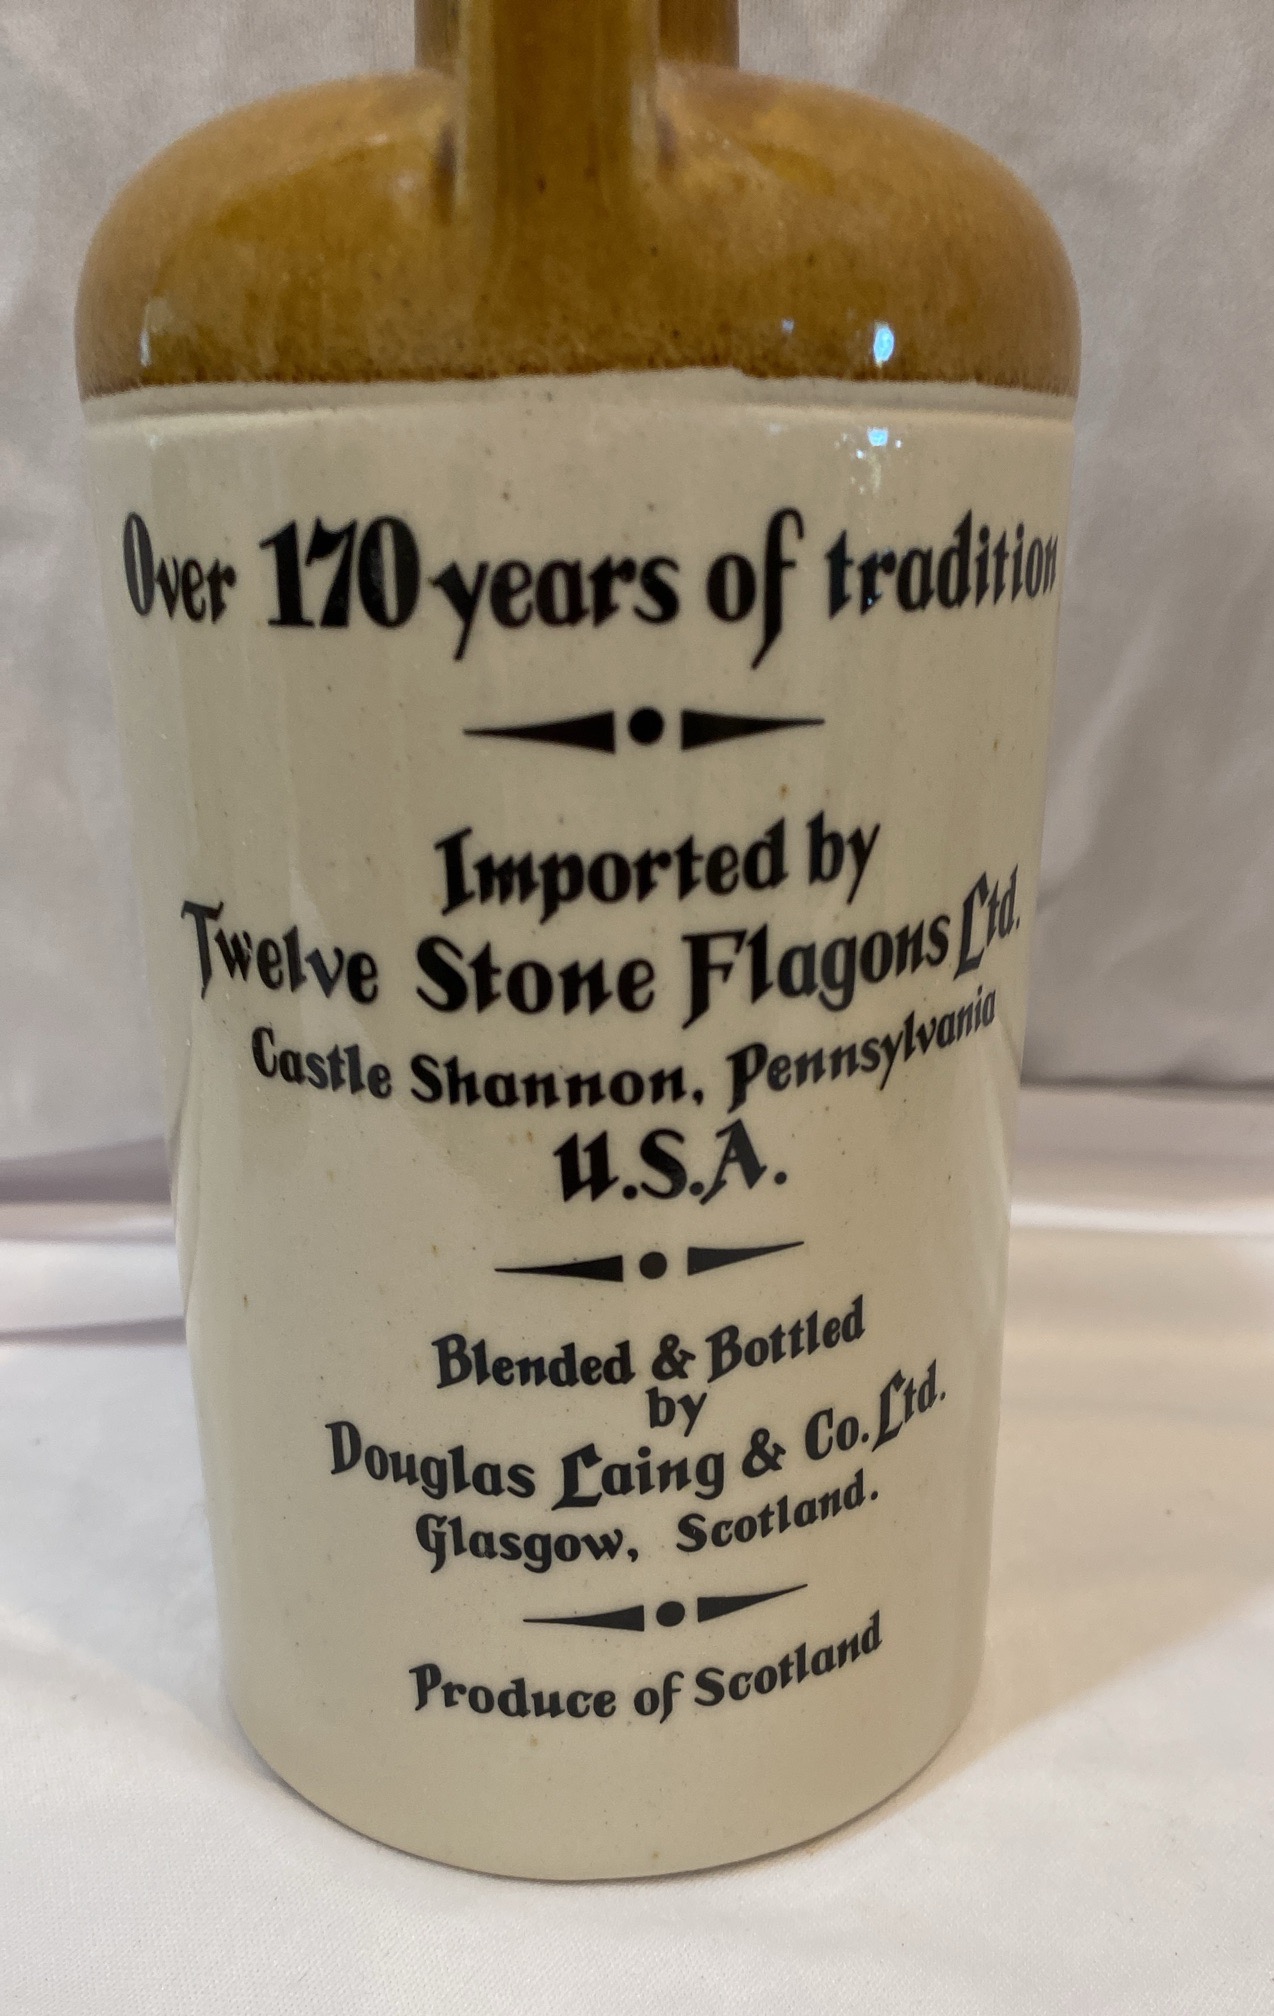 Over 170 years of tradition
Imported by
Twelve Stone Flagons Ltd.
Castle Shannon, Pennsylvania
U.S.A.
Blended & Bottled
by
Douglas Laing & Co. Ltd.
Glasgow, Scotland.
Produce of Scotland